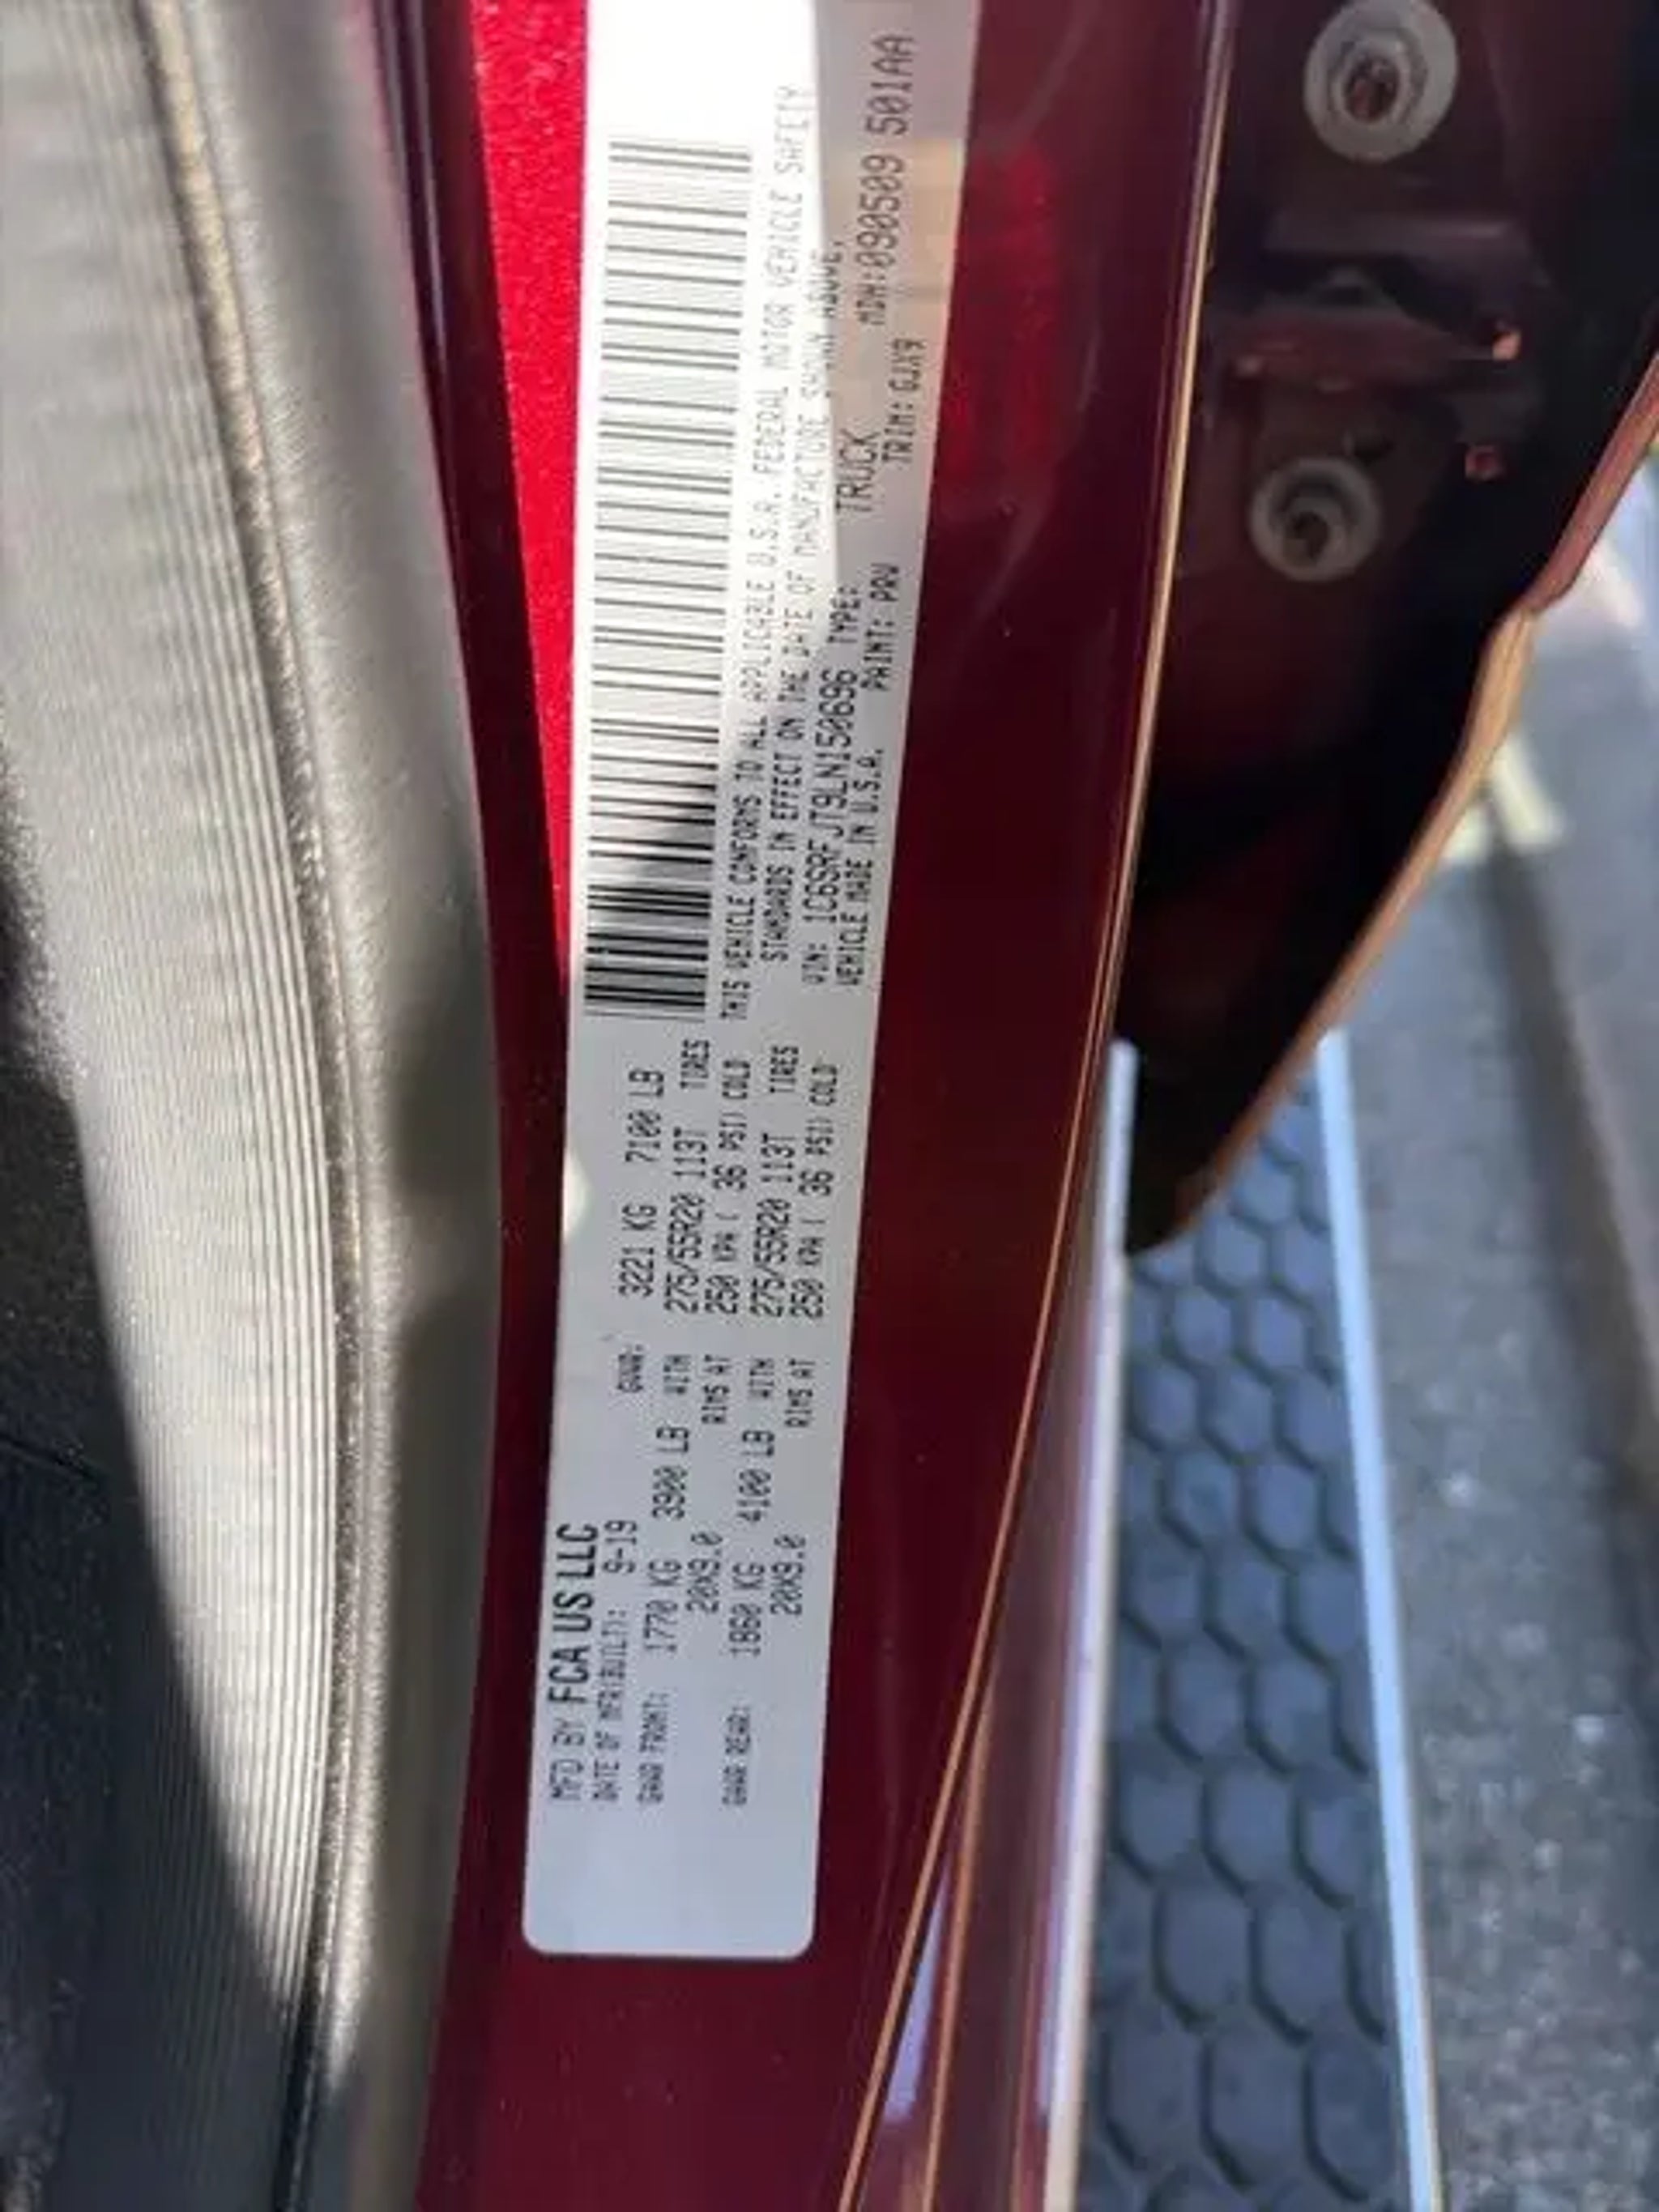 MFD BY FCA US LLC
DATE OF MFR(BUILT): 9-19 GVWR: 3221 KG 7100 LB
GAWR FRONT: 1770 KG 3900 LB WITH 275/55R20 113T TIRES
20X9.0 RIMS AT 250 KPA ( 36 PSI) COLD
GAWR REAR: 1860 KG 4100 LB WITH 275/55R20 113T TIRES
20X9.0 RIMS AT 250 KPA ( 36 PSI) COLD
THIS VEHICLE CONFORMS TO ALL APPLICABLE U.S.A. FEDERAL MOTOR VEHICLE SAFETY
STANDARDS IN EFFECT ON THE DATE OF MANUFACTURE SHOWN ABOVE.
VIN: 1C6SRFJT9LN150696 TYPE: TRUCK MDH:090509 501AA
VEHICLE MADE IN U.S.A. PAINT: TRIM: GJX9